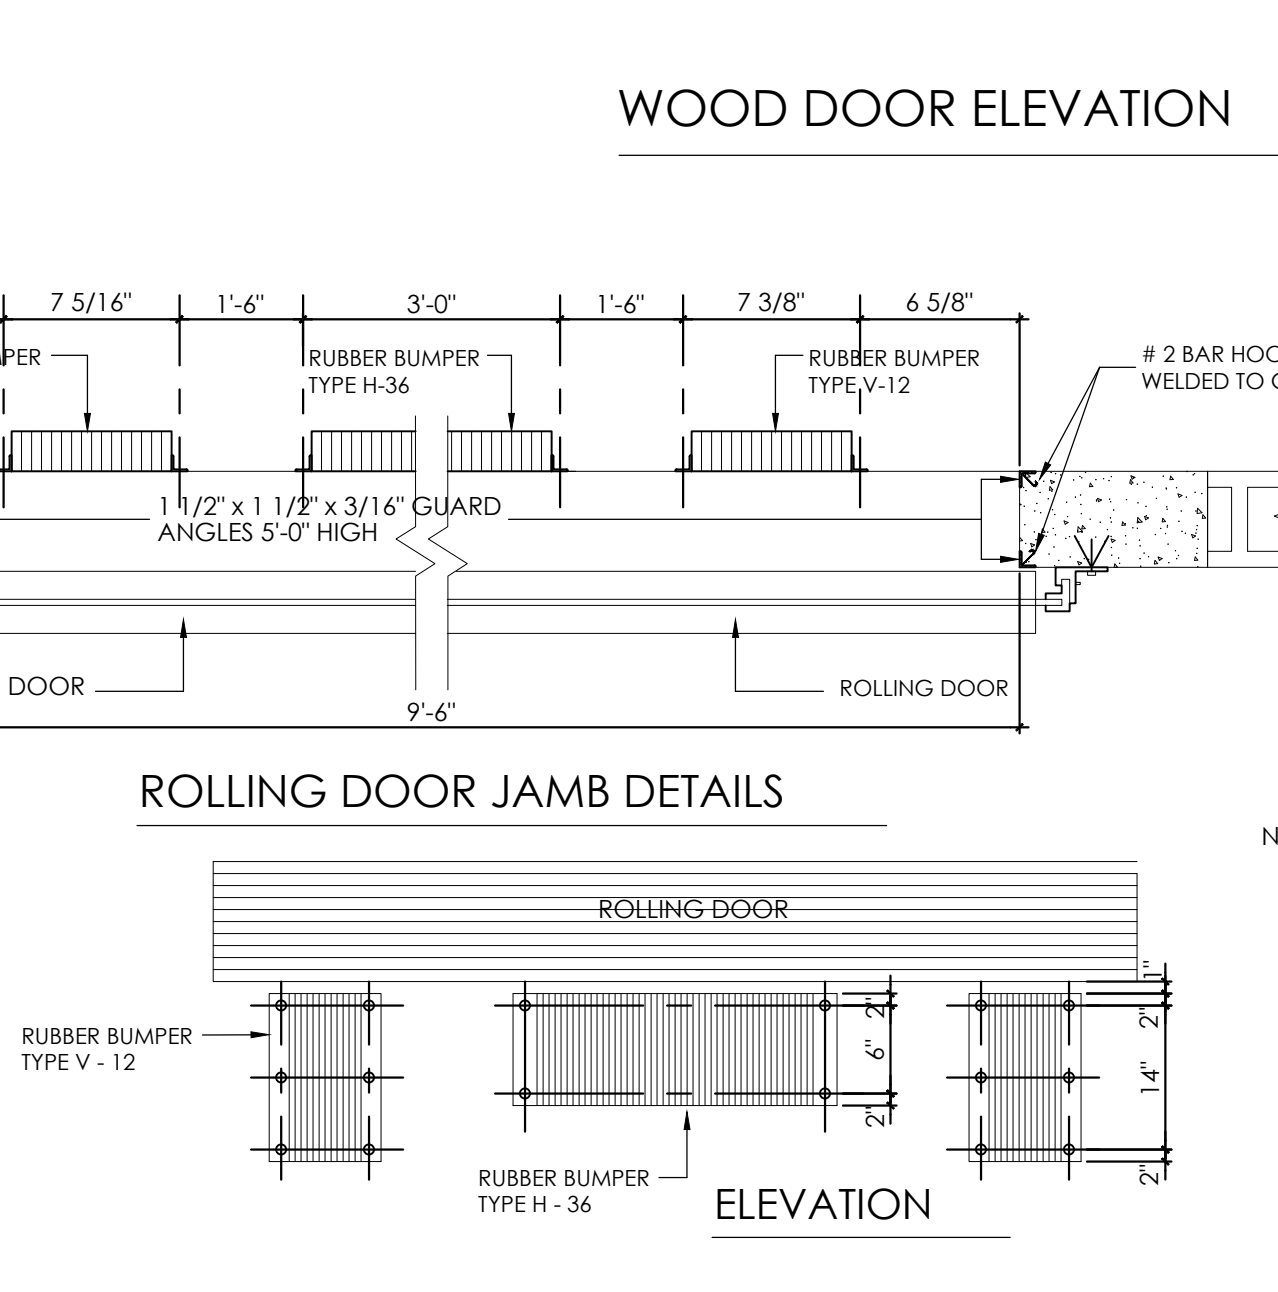 WOOD DOOR ELEVATION
7 5/16" 1'-6" 3'-0" 1'-6" 7 3/8" 6 5/8"
RUBBER BUMPER
TYPE H-36
RUBBER BUMPER
TYPE V-12
# 2 BAR
WELDED TO
1 1/2" x 1 1/2" x 3/16" GUARD
ANGLES 5'-0" HIGH
DOOR
ROLLING DOOR
9'-6"
ROLLING DOOR JAMB DETAILS
ROLLING DOOR
1"
2"
14"
2"
2"
6"
2"
RUBBER BUMPER
TYPE V - 12
RUBBER BUMPER
TYPE H - 36
ELEVATION